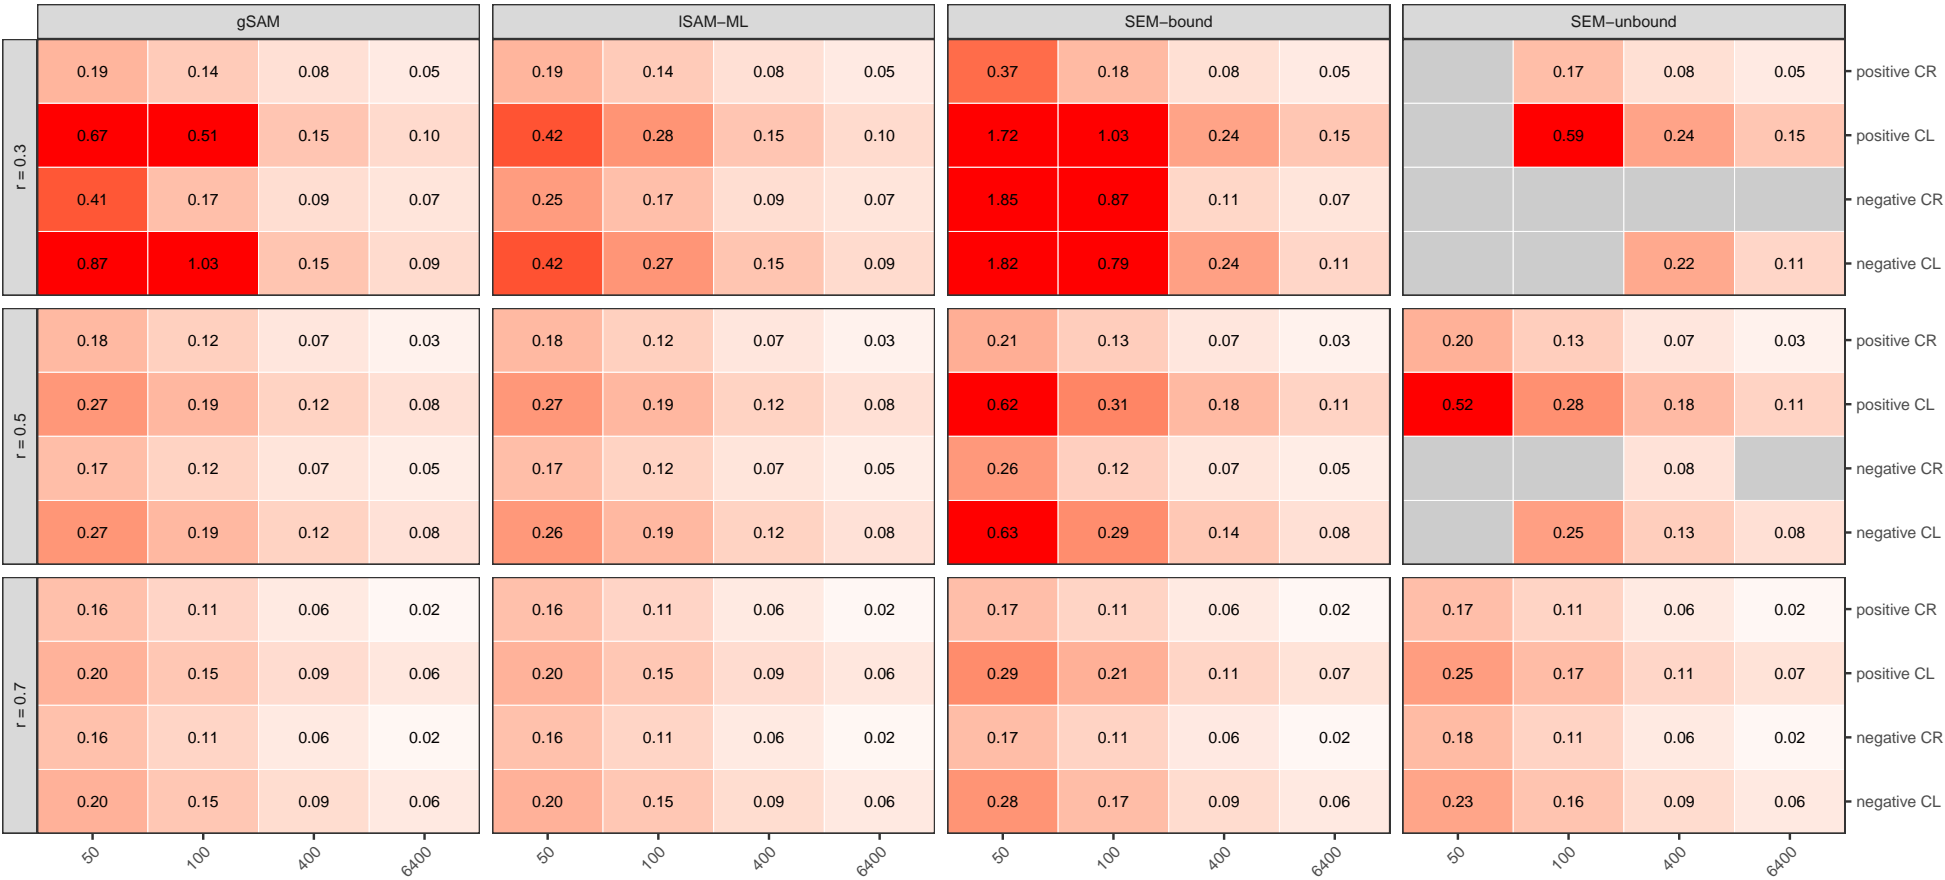 gSAM lSAM−ML SEM−bound SEM−unbound
r = 0.3
0.19 0.14 0.08 0.05 0.19 0.14 0.08 0.05 0.37 0.18 0.08 0.05 0.17 0.08 0.05 positive CR
0.67 0.51 0.15 0.10 0.42 0.28 0.15 0.10 1.72 1.03 0.24 0.15 0.59 0.24 0.15 positive CL
0.41 0.17 0.09 0.07 0.25 0.17 0.09 0.07 1.85 0.87 0.11 0.07 negative CR
0.87 1.03 0.15 0.09 0.42 0.27 0.15 0.09 1.82 0.79 0.24 0.11 0.22 0.11 negative CL
r = 0.5
0.18 0.12 0.07 0.03 0.18 0.12 0.07 0.03 0.21 0.13 0.07 0.03 0.20 0.13 0.07 0.03 positive CR
0.27 0.19 0.12 0.08 0.27 0.19 0.12 0.08 0.62 0.31 0.18 0.11 0.52 0.28 0.18 0.11 positive CL
0.17 0.12 0.07 0.05 0.17 0.12 0.07 0.05 0.26 0.12 0.07 0.05 0.08 negative CR
0.27 0.19 0.12 0.08 0.26 0.19 0.12 0.08 0.63 0.29 0.14 0.08 0.25 0.13 0.08 negative CL
r = 0.7
0.16 0.11 0.06 0.02 0.16 0.11 0.06 0.02 0.17 0.11 0.06 0.02 0.17 0.11 0.06 0.02 positive CR
0.20 0.15 0.09 0.06 0.20 0.15 0.09 0.06 0.29 0.21 0.11 0.07 0.25 0.17 0.11 0.07 positive CL
0.16 0.11 0.06 0.02 0.16 0.11 0.06 0.02 0.17 0.11 0.06 0.02 0.18 0.11 0.06 0.02 negative CR
0.20 0.15 0.09 0.06 0.20 0.15 0.09 0.06 0.28 0.17 0.09 0.06 0.23 0.16 0.09 0.06 negative CL
50 100 400 6400 50 100 400 6400 50 100 400 6400 50 100 400 6400